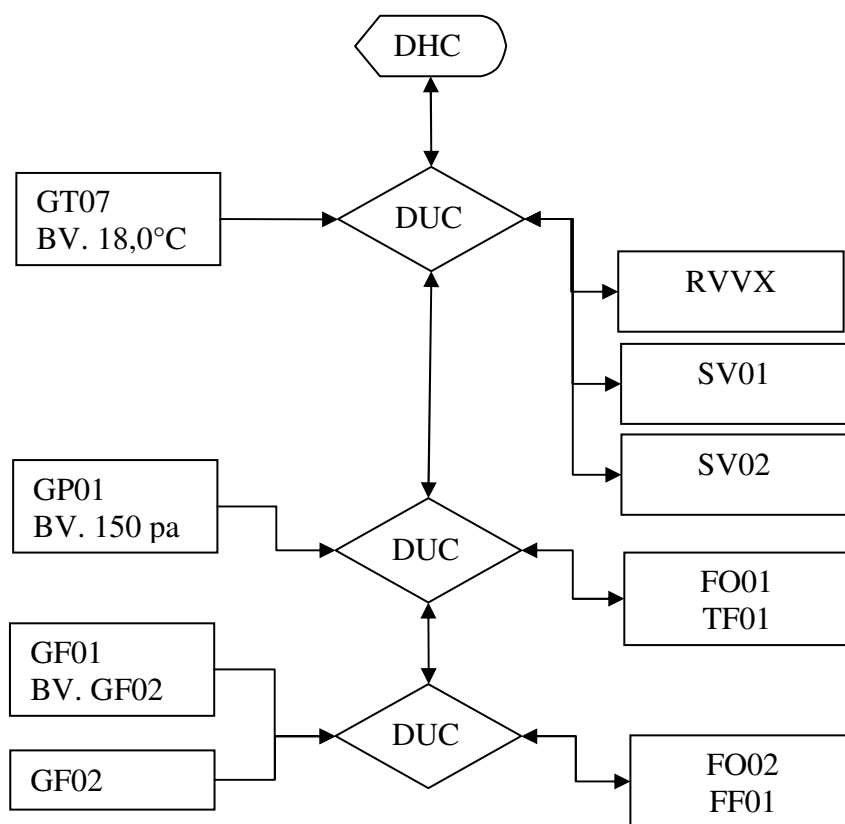 DHC
GT07
BV. 18,0°C
DUC
RVVX
SV01
SV02
GP01
BV. 150 pa
DUC
FO01
TF01
GF01
BV. GF02
DUC
GF02
FO02
FF01